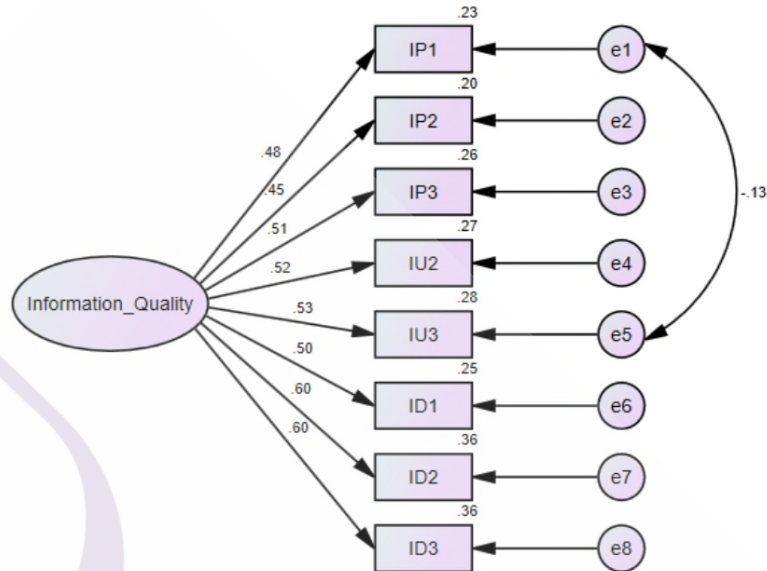 .23
IP1
e1
.20
IP2
e2
.26
IP3
e3
.27
IU2
e4
.28
IU3
e5
.25
ID1
e6
.36
ID2
e7
.36
ID3
e8
-.13
.48
.45
.51
.52
.53
.50
.60
.60
Information_Quality